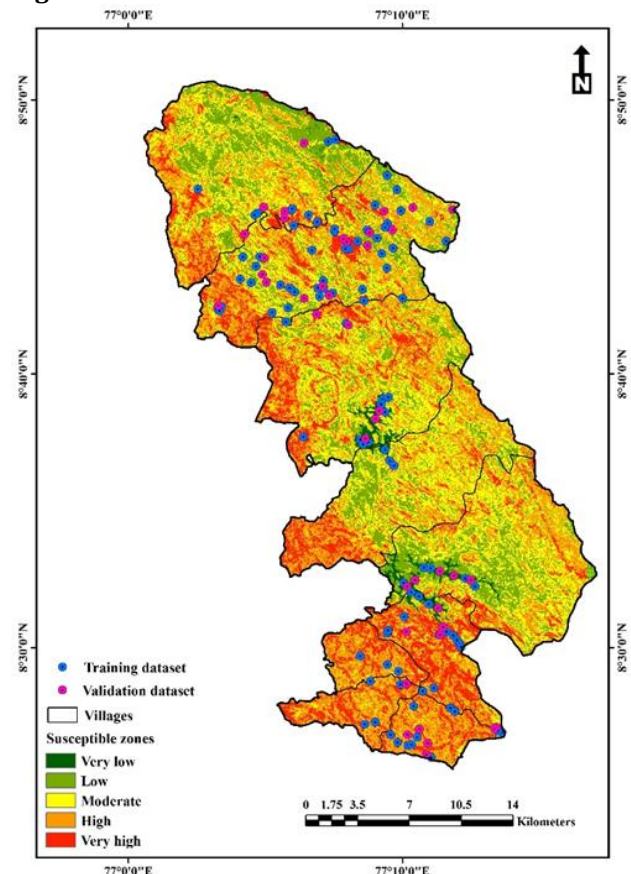 77°0'0"E 77°10'0"E
8°50'0"N 8°50'0"N
N
8°40'0"N 8°40'0"N
8°30'0"N 8°30'0"N
Training dataset
Validation dataset
Villages
Susceptible zones
Very low
Low
Moderate
High
Very high
0 1.75 3.5 7 10.5 14
Kilometers
77°0'0"E 77°10'0"E